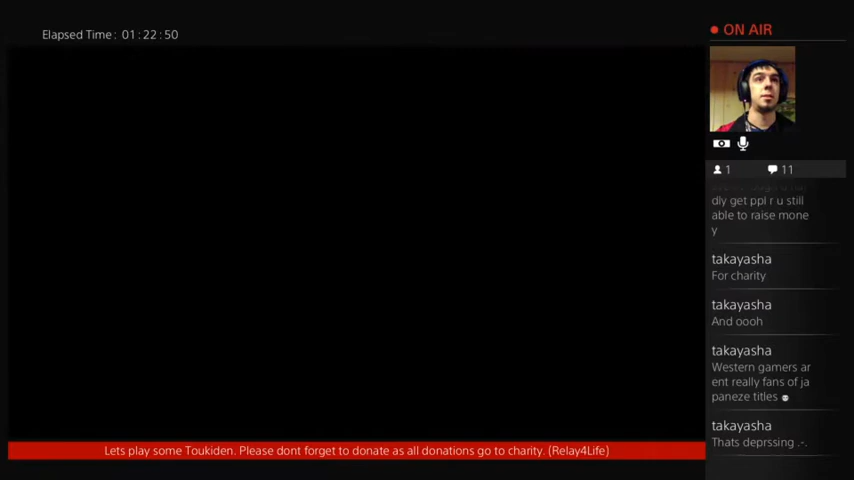 Elapsed Time: 01:22:50
ON AIR
1 11
dly get ppl r u still
able to raise mone
y
takayasha
For charity
takayasha
And oooh
takayasha
Western gamers ar
ent really fans of ja
paneze titles
takayasha
Thats deprssing .-.
Lets play some Toukiden. Please dont forget to donate as all donations go to charity. (Relay4Life)